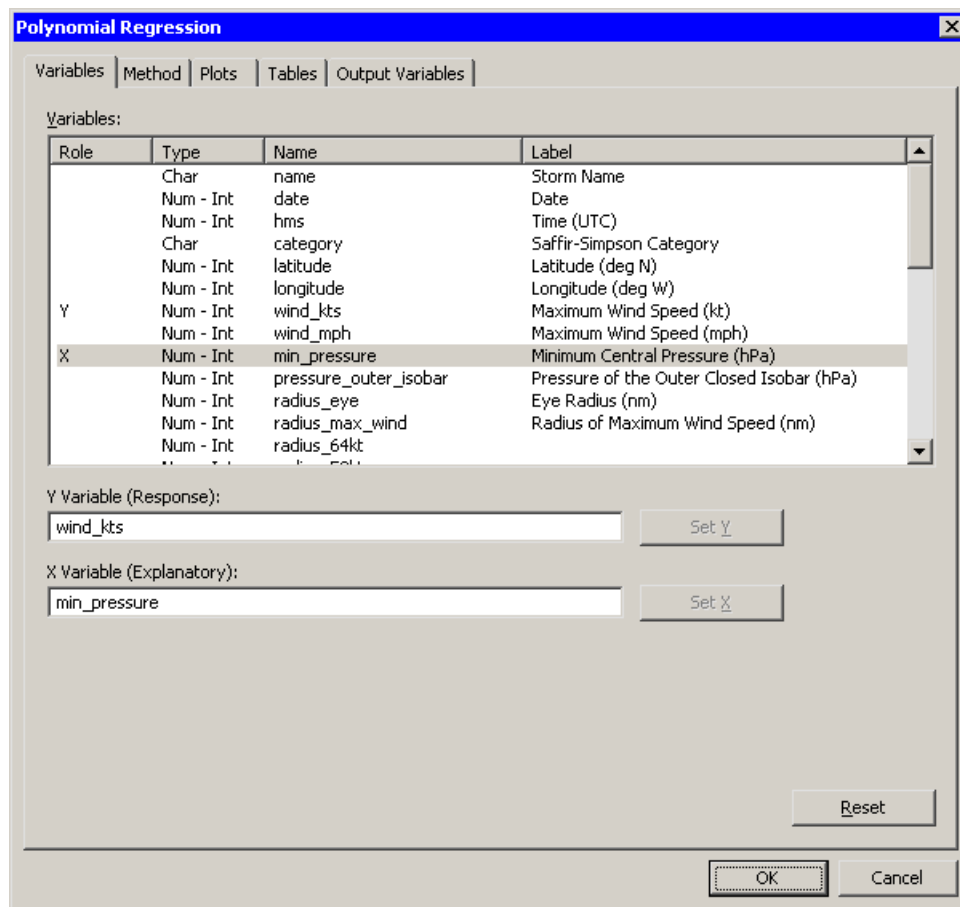 Polynomial Regression
Variables Method Plots Tables Output Variables
Variables:
Role Type Name Label
Char name Storm Name
Num - Int date Date
Num - Int hms Time (UTC)
Char category Saffir-Simpson Category
Num - Int latitude Latitude (deg N)
Num - Int longitude Longitude (deg W)
Y Num - Int wind_kts Maximum Wind Speed (kt)
Num - Int wind_mph Maximum Wind Speed (mph)
X Num - Int min_pressure Minimum Central Pressure (hPa)
Num - Int pressure_outer_isobar Pressure of the Outer Closed Isobar (hPa)
Num - Int radius_eye Eye Radius (nm)
Num - Int radius_max_wind Radius of Maximum Wind Speed (nm)
Num - Int radius_64kt
Y Variable (Response):
wind_kts Set Y
X Variable (Explanatory):
min_pressure Set X
Reset
OK Cancel